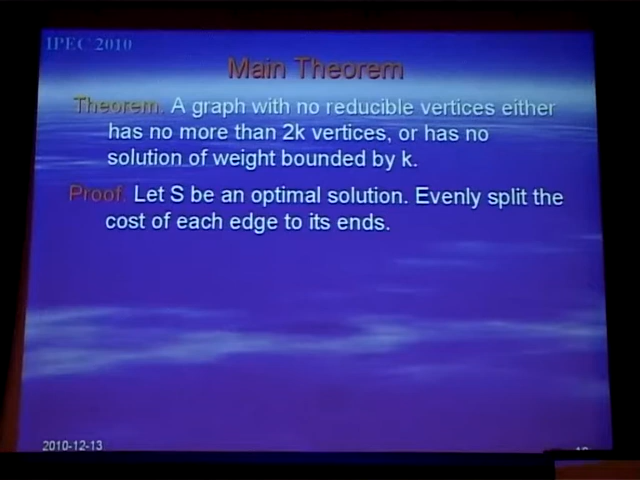 IPEC 2010
Main Theorem
Theorem. A graph with no reducible vertices either
has no more than 2k vertices, or has no
solution of weight bounded by k.
Proof. Let S be an optimal solution. Evenly split the
cost of each edge to its ends.
2010-12-13